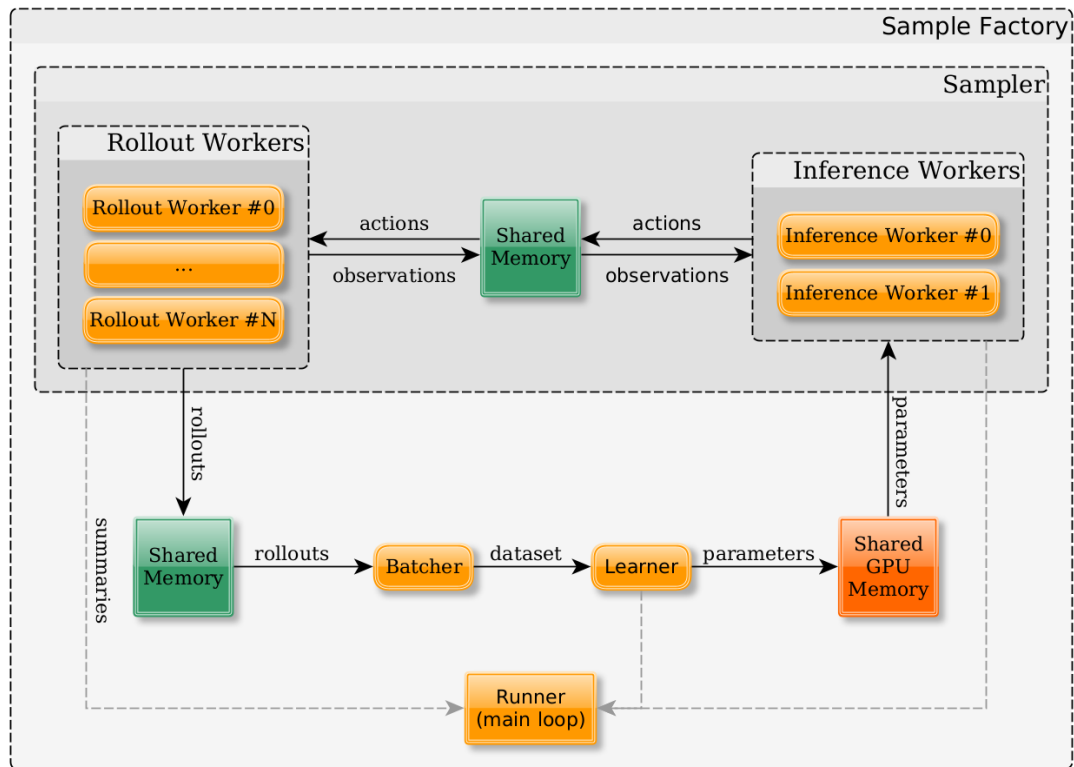 Sample Factory
Sampler
Rollout Workers
Inference Workers
Rollout Worker #0
...
Rollout Worker #N
actions
observations
Shared
Memory
actions
observations
Inference Worker #0
Inference Worker #1
rollouts
parameters
summaries
Shared
Memory
rollouts
Batcher
dataset
Learner
parameters
Shared
GPU
Memory
Runner
(main loop)